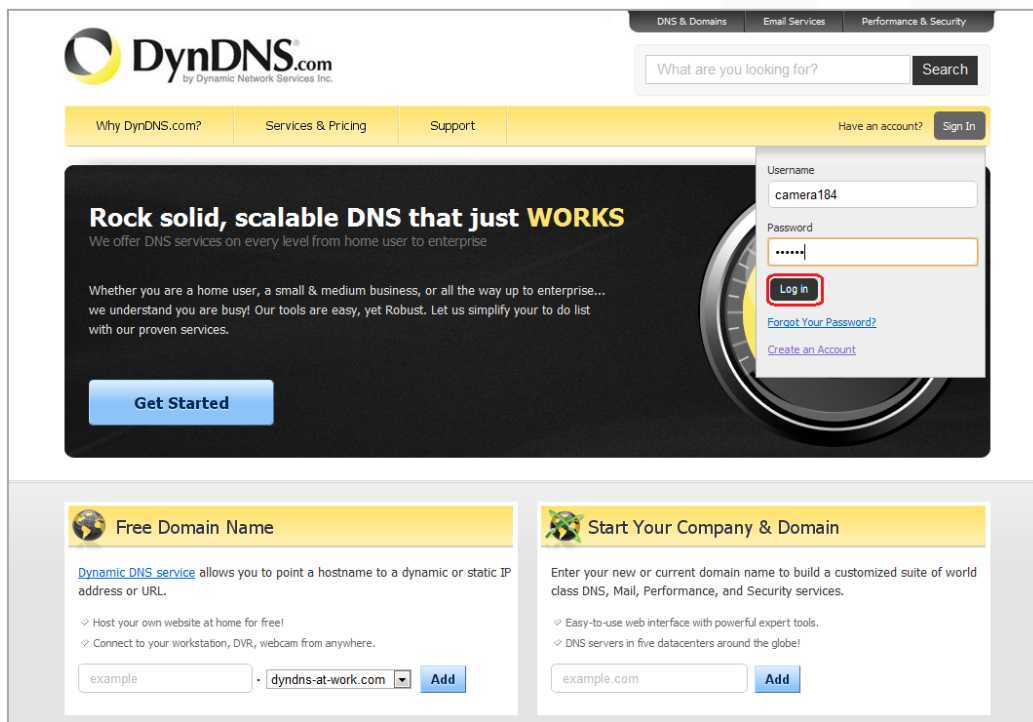 DNS & Domains Email Services Performance & Security
DynDNS.com
by Dynamic Network Services Inc.
What are you looking for? Search
Why DynDNS.com? Services & Pricing Support Have an account? Sign In
Username
camera184
Password
••••••
Log in
Forgot Your Password?
Create an Account
Rock solid, scalable DNS that just WORKS
We offer DNS services on every level from home user to enterprise
Whether you are a home user, a small & medium business, or all the way up to enterprise...
we understand you are busy! Our tools are easy, yet Robust. Let us simplify your to do list
with our proven services.
Get Started
Free Domain Name
Dynamic DNS service allows you to point a hostname to a dynamic or static IP
address or URL.
Host your own website at home for free!
Connect to your workstation, DVR, webcam from anywhere.
example - dyndns-at-work.com Add
Start Your Company & Domain
Enter your new or current domain name to build a customized suite of world
class DNS, Mail, Performance, and Security services.
Easy-to-use web interface with powerful expert tools.
DNS servers in five datacenters around the globe!
example.com Add